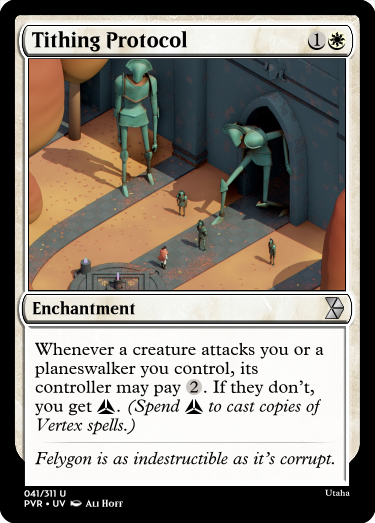 Tithing Protocol 1
Enchantment
Whenever a creature attacks you or a
planeswalker you control, its
controller may pay 2. If they don't,
you get . (Spend to cast copies of
Vertex spells.)
Felygon is as indestructible as it's corrupt.
041/311 U
PVR • UV Ali Hoff
Utaha